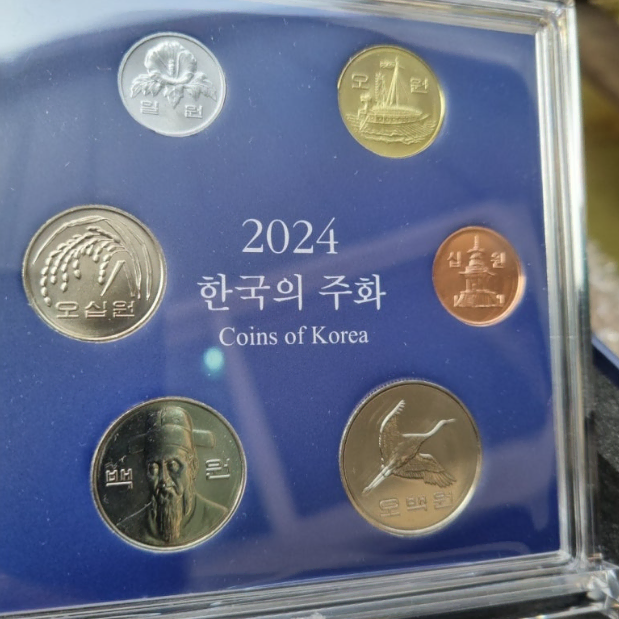 일 원
오 원
2024
한국의 주화
Coins of Korea
오십원
십 원
백 원
오백원